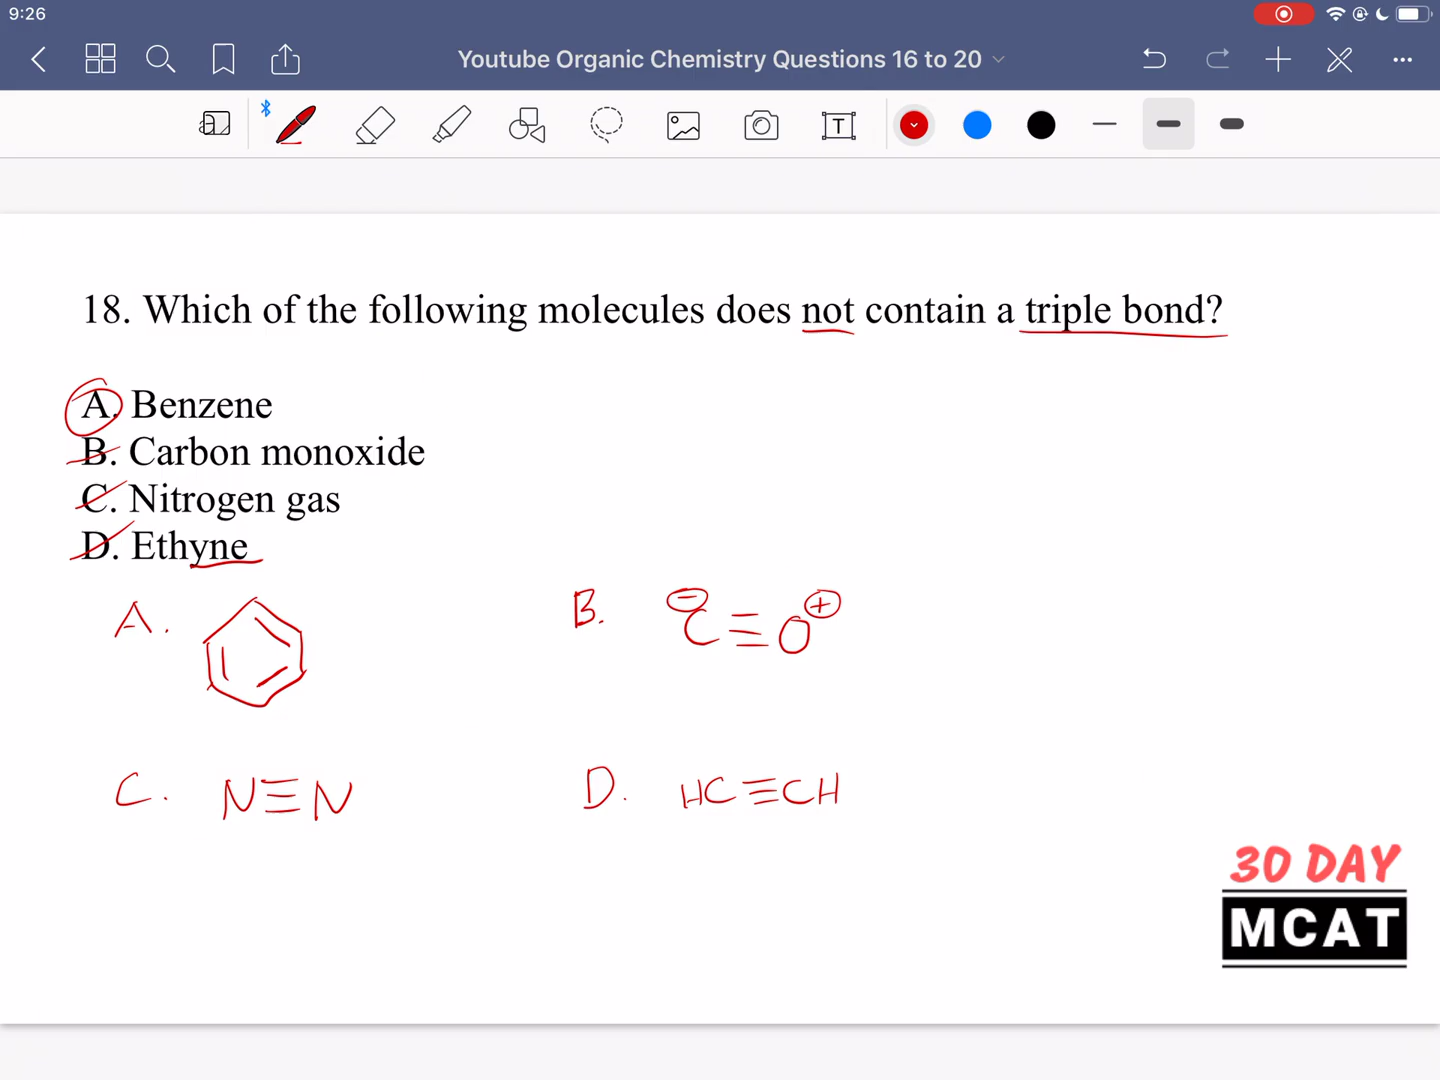 9:26
Youtube Organic Chemistry Questions 16 to 20
T
18. Which of the following molecules does not contain a triple bond?
A. Benzene
B. Carbon monoxide
C. Nitrogen gas
D. Ethyne
A.
B. C≡O
− +
C. N≡N
D. HC≡CH
30 DAY
MCAT